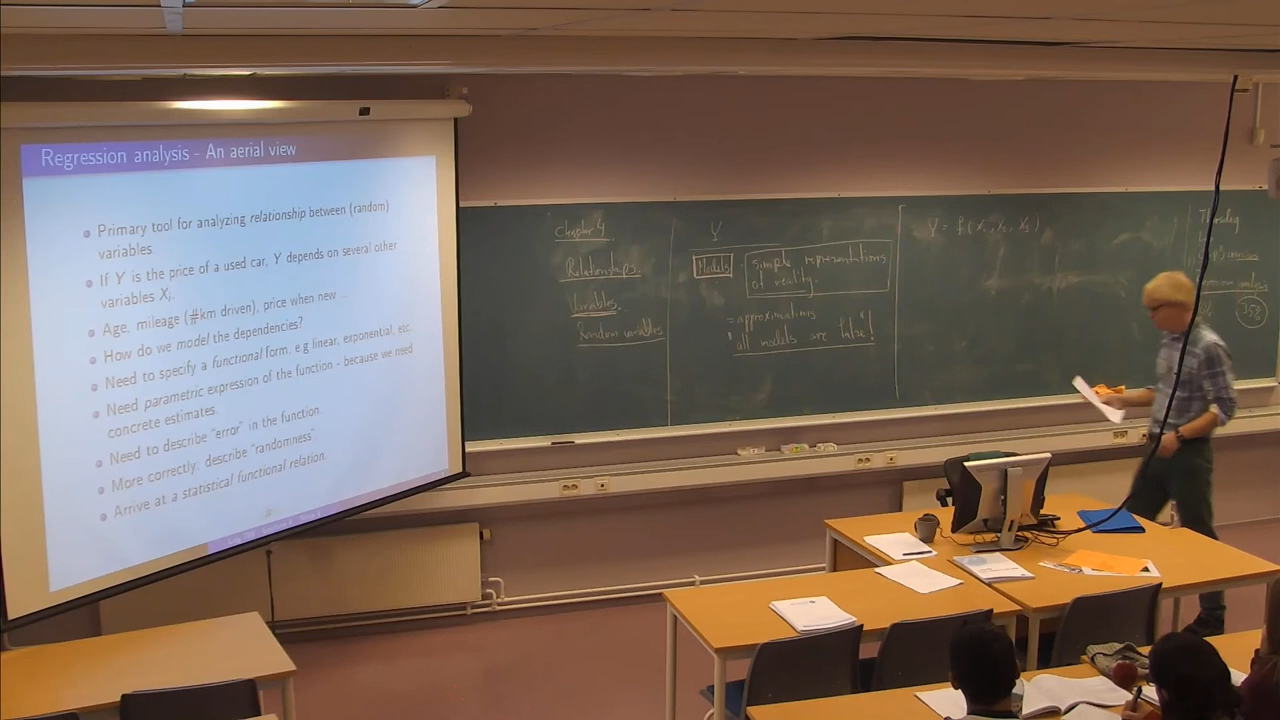 Regression analysis - An aerial view
Primary tool for analyzing relationship between (random)
variables
If Y is the price of a used car, Y depends on several other
variables Xi.
Age, mileage (#km driven), price when new ...
How do we model the dependencies?
Need to specify a functional form, e.g linear, exponential, etc.
Need parametric expression of the function - because we need
concrete estimates.
Need to describe "error" in the function.
More correctly, describe "randomness"
Arrive at a statistical functional relation.
Chapter 4
Relationships.
Variables.
Random variables
Y
Models
simple representations
of reality.
= approximations
"all models are false"!
Y = f(X₁, X₂, X₃)
Thursday
35%